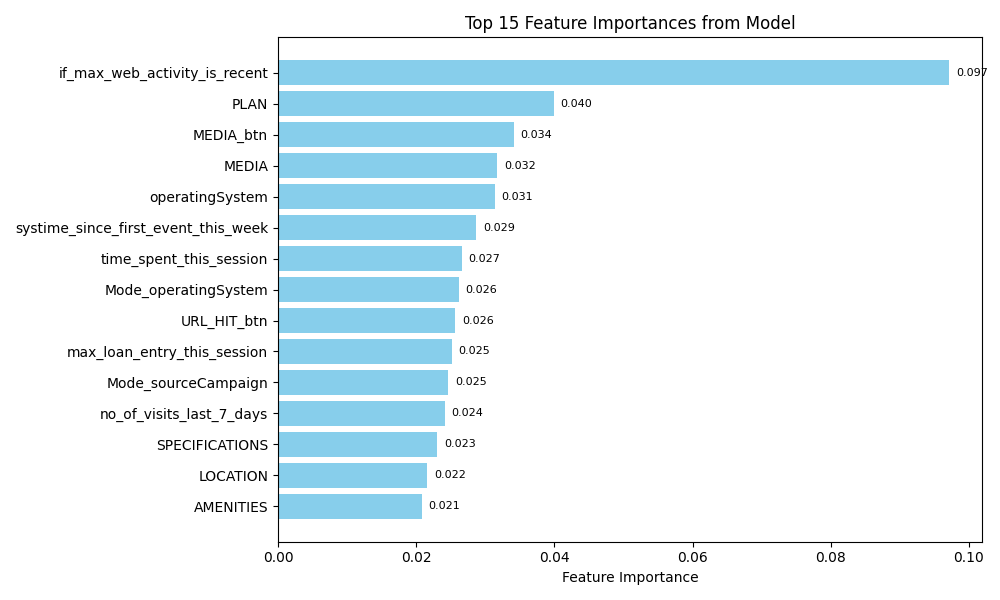 Top 15 Feature Importances from Model
if_max_web_activity_is_recent 0.097
PLAN 0.040
MEDIA_btn 0.034
MEDIA 0.032
operatingSystem 0.031
systime_since_first_event_this_week 0.029
time_spent_this_session 0.027
Mode_operatingSystem 0.026
URL_HIT_btn 0.026
max_loan_entry_this_session 0.025
Mode_sourceCampaign 0.025
no_of_visits_last_7_days 0.024
SPECIFICATIONS 0.023
LOCATION 0.022
AMENITIES 0.021
0.00 0.02 0.04 0.06 0.08 0.10
Feature Importance